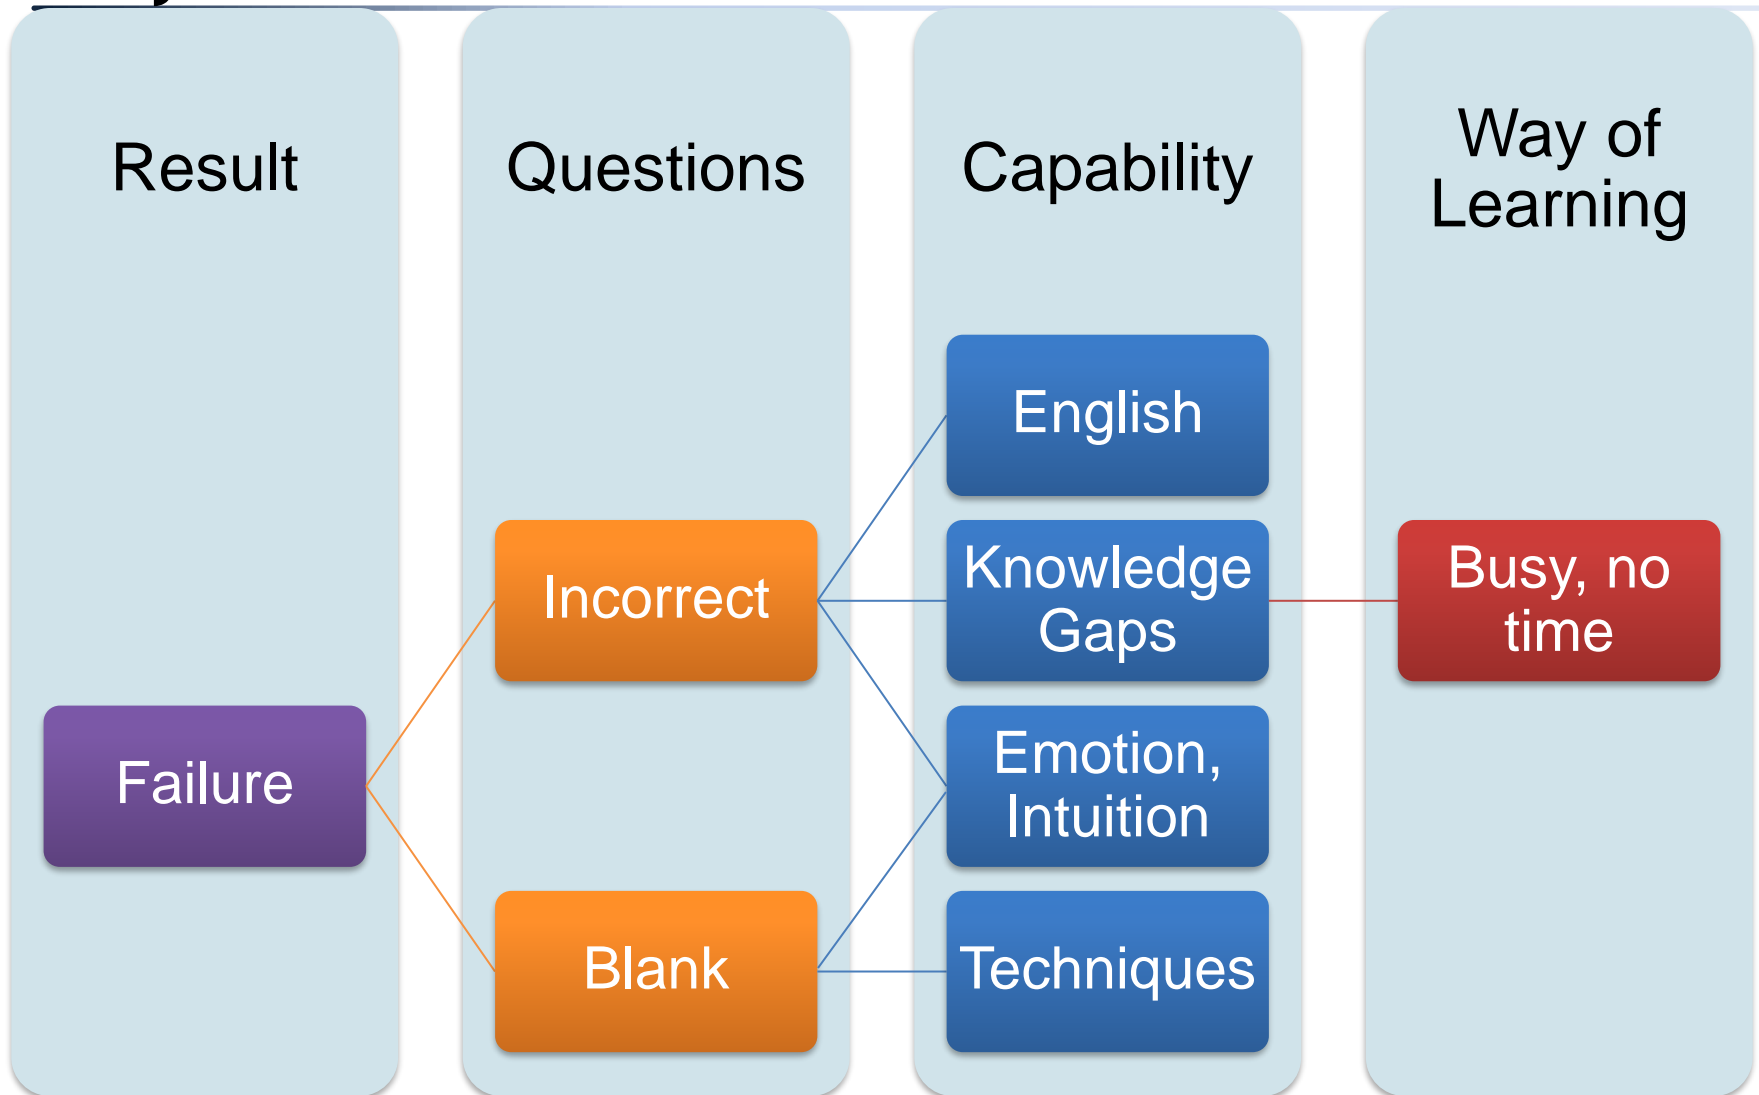 Result
Questions
Capability
Way of
Learning
English
Incorrect
Knowledge
Gaps
Busy, no
time
Failure
Emotion,
Intuition
Blank
Techniques